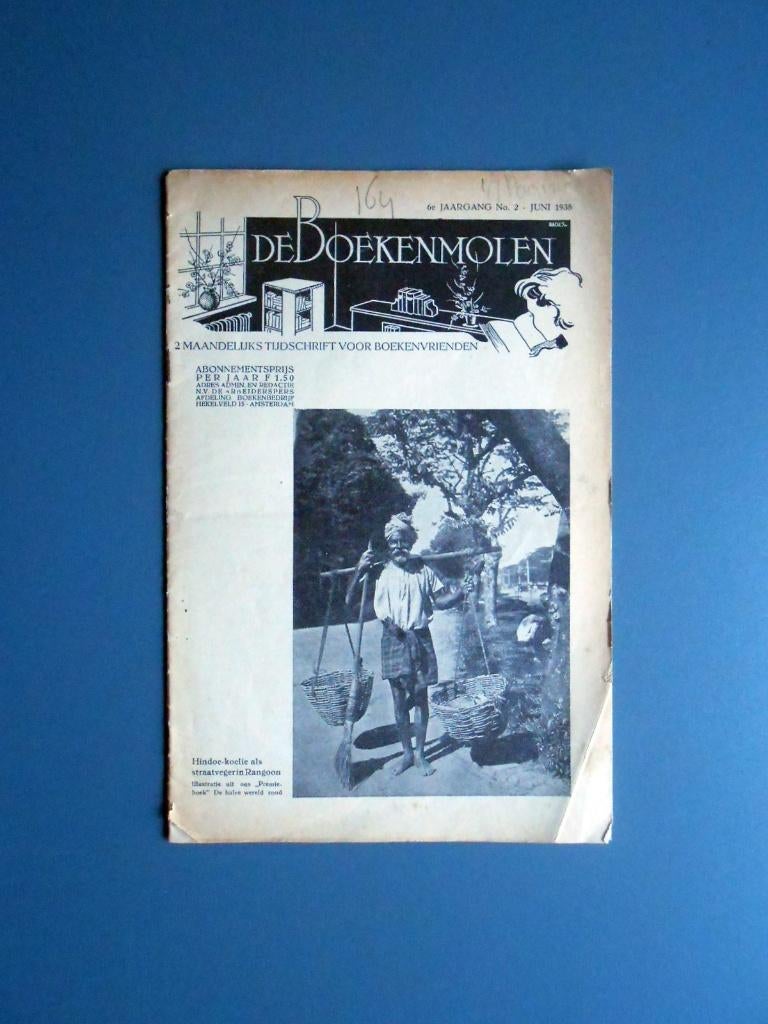 164
6e JAARGANG No. 2 - JUNI 1938
DE BOEKENMOLEN
2 MAANDELIJKS TIJDSCHRIFT VOOR BOEKENVRIENDEN
ABONNEMENTSPRIJS
PER JAAR F 1.50
ADRES ADMIN. EN REDACTIE
N.V. DE ARBEIDERSPERS
AFDELING BOEKENBEDRIJF
HEKELVELD 15 - AMSTERDAM
Hindoe-koelie als
straatveger in Rangoon
Illustratie uit ons „Premie-
boek” De halve wereld rond